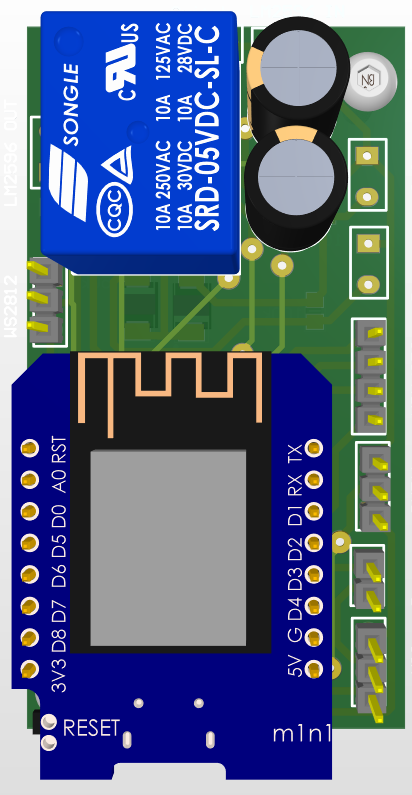 SONGLE
CQC
c UL US
10A 250VAC 10A 125VAC
10A 30VDC 10A 28VDC
SRD-05VDC-SL-C
LM2596 OUT
WS2812
RST
A0
D0
D5
D6
D7
D8
3V3
TX
RX
D1
D2
D3
D4
G
5V
RESET
m1n1